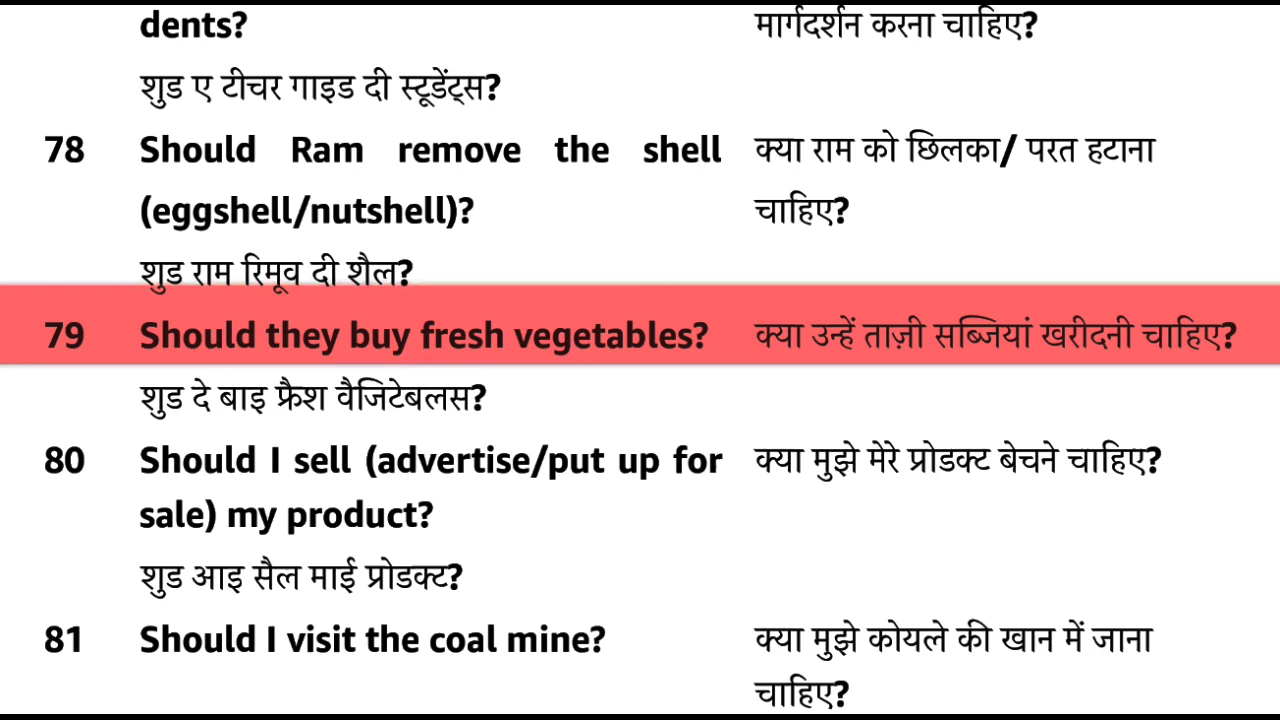 dents?
मार्गदर्शन करना चाहिए?
शुड ए टीचर गाइड दी स्टूडेंट्स?
78 Should Ram remove the shell
क्या राम को छिलका/ परत हटाना
(eggshell/nutshell)?
चाहिए?
शुड राम रिमूव दी शैल?
79 Should they buy fresh vegetables?
क्या उन्हें ताज़ी सब्जियां खरीदनी चाहिए?
शुड दे बाइ फ्रैश वैजिटेबलस?
80 Should I sell (advertise/put up for
क्या मुझे मेरे प्रोडक्ट बेचने चाहिए?
sale) my product?
शुड आइ सैल माई प्रोडक्ट?
81 Should I visit the coal mine?
क्या मुझे कोयले की खान में जाना
चाहिए?